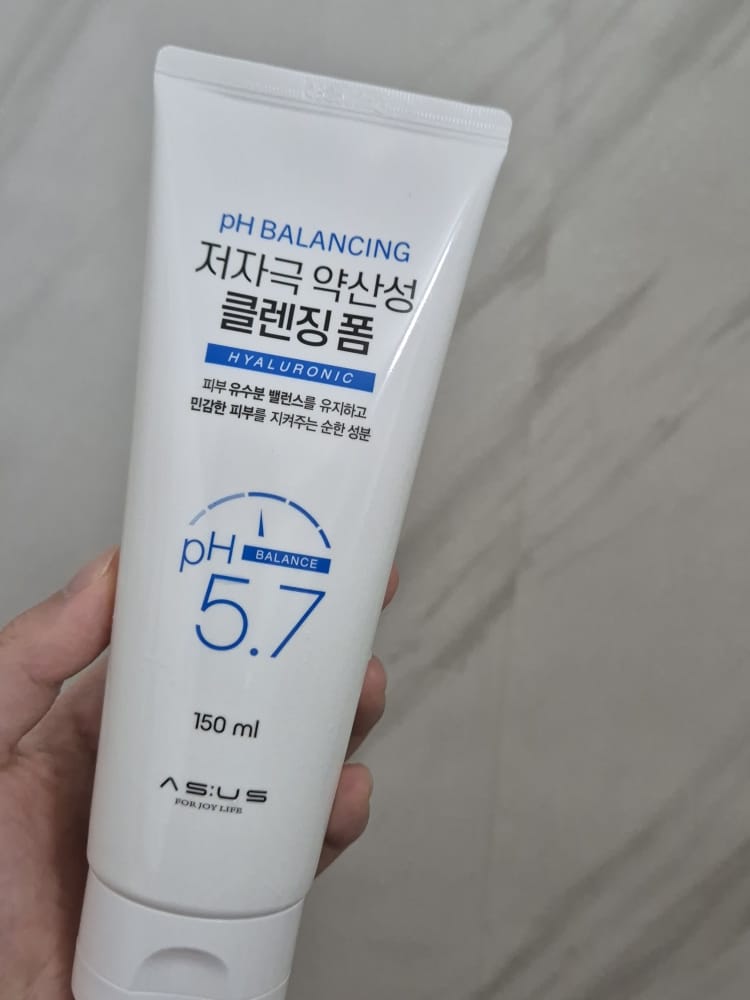 pH BALANCING
저자극 약산성
클렌징 폼
HYALURONIC
피부 유수분 밸런스를 유지하고
민감한 피부를 지켜주는 순한 성분
pH BALANCE
5.7
150 ml
AS:US
FOR JOY LIFE